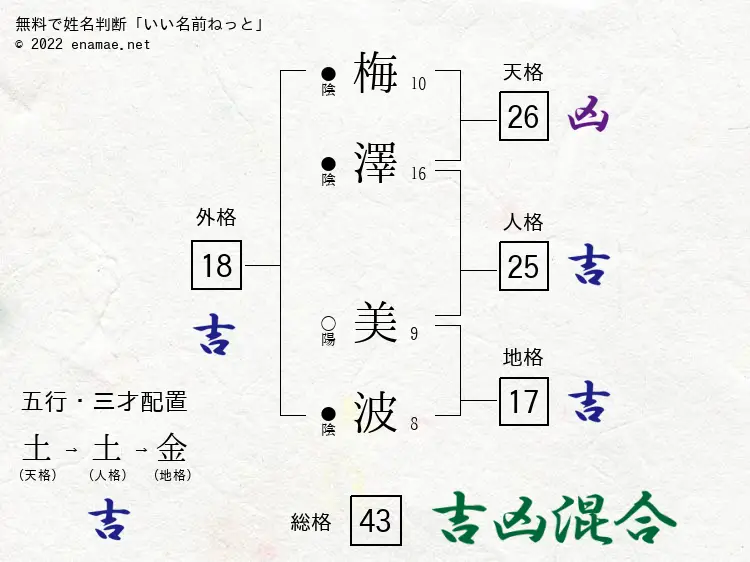 無料で姓名判断「いい名前ねっと」
© 2022 enamae.net
●
陰
梅
10
天格
26
凶
●
陰
澤
16
外格
18
吉
人格
25
吉
○
陽
美
9
地格
17
吉
●
陰
波
8
五行・三才配置
土→土→金
(天格) (人格) (地格)
吉
総格 43 吉凶混合